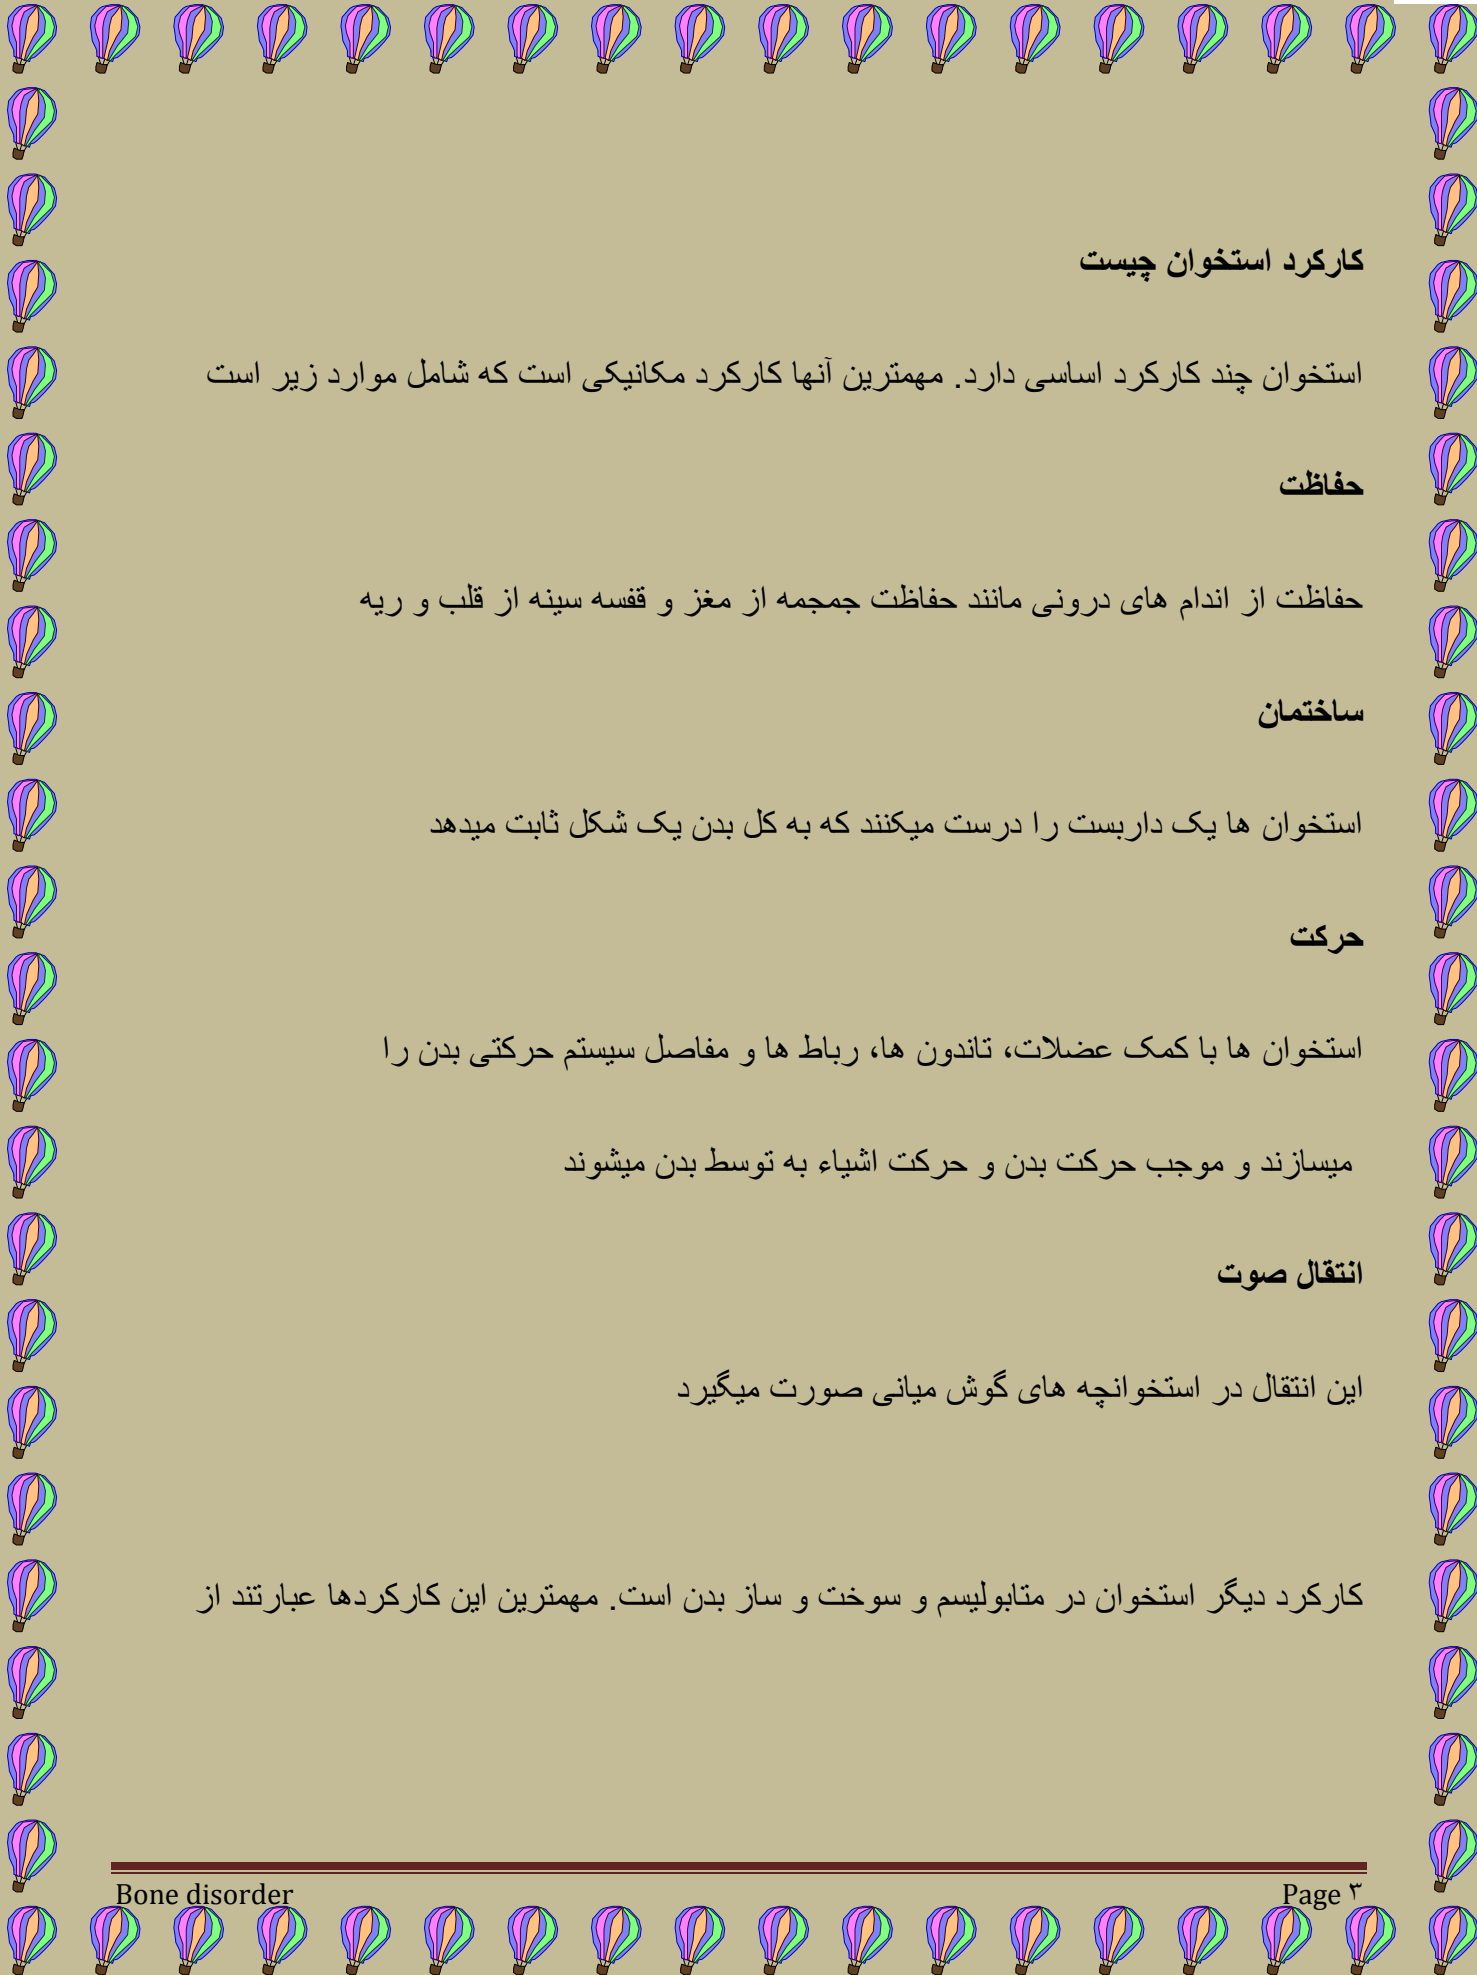 کارکرد استخوان چیست
استخوان چند کارکرد اساسی دارد. مهمترین آنها کارکرد مکانیکی است که شامل موارد زیر است
حفاظت
حفاظت از اندام های درونی مانند حفاظت جمجمه از مغز و قفسه سینه از قلب و ریه
ساختمان
استخوان ها یک داربست را درست میکنند که به کل بدن یک شکل ثابت میدهد
حرکت
استخوان ها با کمک عضلات، تاندون ها، رباط ها و مفاصل سیستم حرکتی بدن را
میسازند و موجب حرکت بدن و حرکت اشیاء به توسط بدن میشوند
انتقال صوت
این انتقال در استخوانچه های گوش میانی صورت میگیرد
کارکرد دیگر استخوان در متابولیسم و سوخت و ساز بدن است. مهمترین این کارکردها عبارتند از
Bone disorder Page ۳